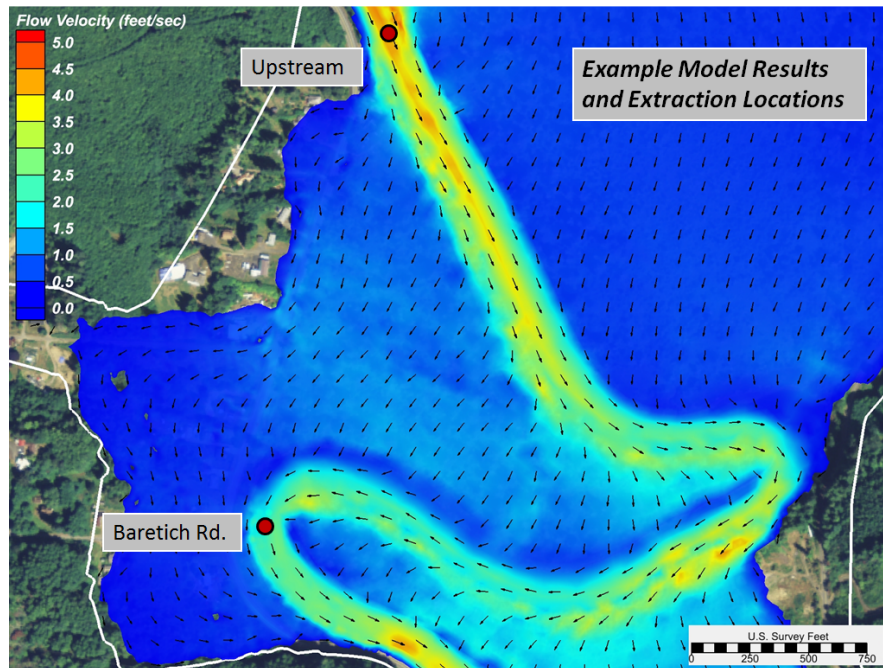 Flow Velocity (feet/sec)
5.0
4.5
4.0
3.5
3.0
2.5
2.0
1.5
1.0
0.5
0.0
Upstream
Example Model Results
and Extraction Locations
Baretich Rd.
U.S. Survey Feet
0 250 500 750